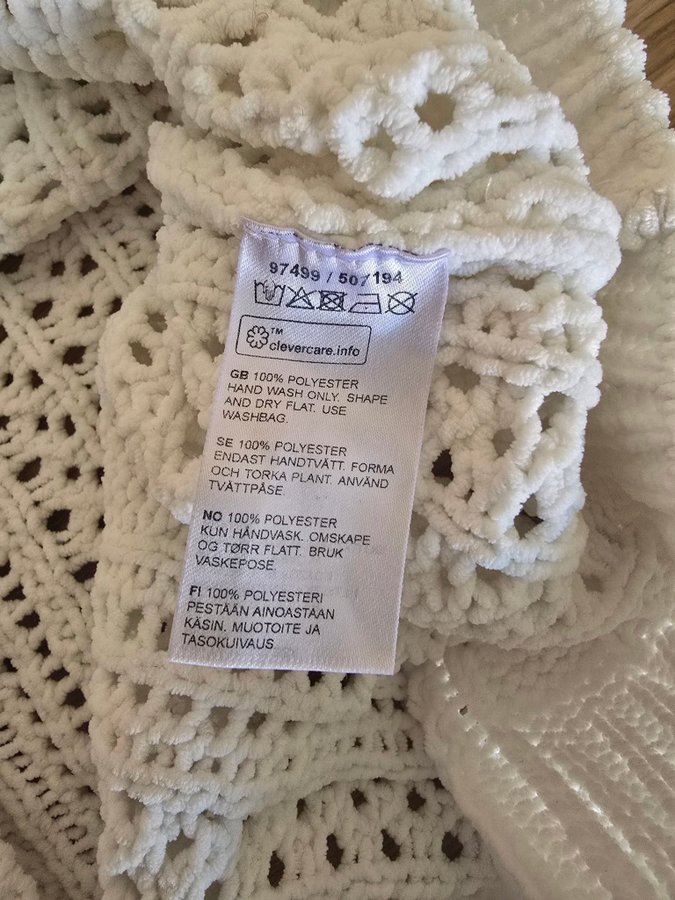 97499 / 507194
TM
clevercare.info
GB 100% POLYESTER
HAND WASH ONLY. SHAPE
AND DRY FLAT. USE
WASHBAG.
SE 100% POLYESTER
ENDAST HANDTVÄTT. FORMA
OCH TORKA PLANT. ANVÄND
TVÄTTPÅSE.
NO 100% POLYESTER
KUN HÅNDVASK. OMSKAPE
OG TØRR FLATT. BRUK
VASKEPOSE.
FI 100% POLYESTERI
PESTÄÄN AINOASTAAN
KÄSIN. MUOTOITE JA
TASOKUIVAUS